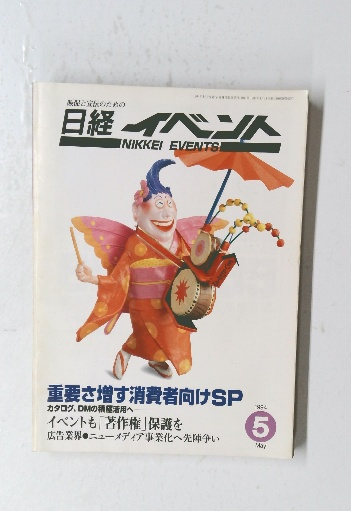 販促と宣伝のための
日経 イベント
NIKKEI EVENTS
重要さ増す消費者向けSP
カタログ、DMの積極活用へ
イベントも「著作権」保護を
広告業界●ニューメディア事業化へ先陣争い
1994
5
May